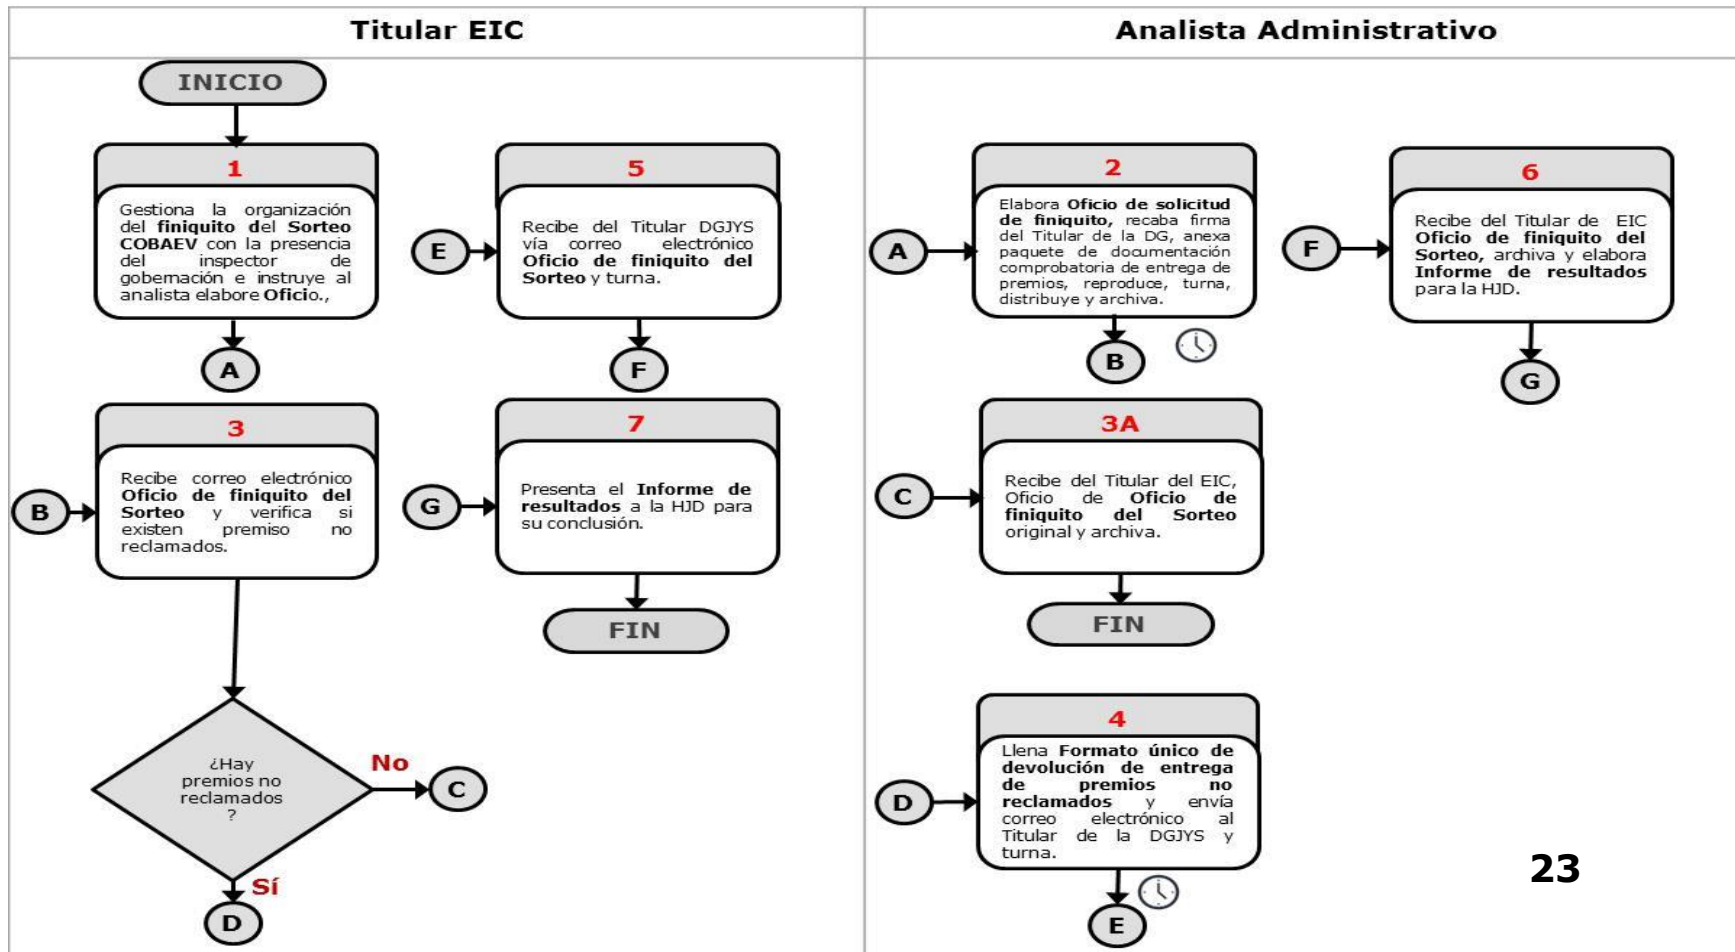 Titular EIC
Analista Administrativo
INICIO
1
Gestiona la organización
del finiquito del Sorteo
COBAEV con la presencia
del inspector de
gobernación e instruye al
analista elabore Oficio.,
A
5
E
Recibe del Titular DGJYS
vía correo electrónico
Oficio de finiquito del
Sorteo y turna.
F
3
B
Recibe correo electrónico
Oficio de finiquito del
Sorteo y verifica si
existen premiso no
reclamados.
7
G
Presenta el Informe de
resultados a la HJD para
su conclusión.
FIN
¿Hay
premios no
reclamados
?
No
C
Sí
D
2
A
Elabora Oficio de solicitud
de finiquito, recaba firma
del Titular de la DG, anexa
paquete de documentación
comprobatoria de entrega de
premios, reproduce, turna,
distribuye y archiva.
B
6
F
Recibe del Titular de EIC
Oficio de finiquito del
Sorteo, archiva y elabora
Informe de resultados
para la HJD.
G
3A
C
Recibe del Titular del EIC,
Oficio de Oficio de
finiquito del Sorteo
original y archiva.
FIN
4
D
Llena Formato único de
devolución de entrega
de premios no
reclamados y envía
correo electrónico al
Titular de la DGJYS y
turna.
E
23